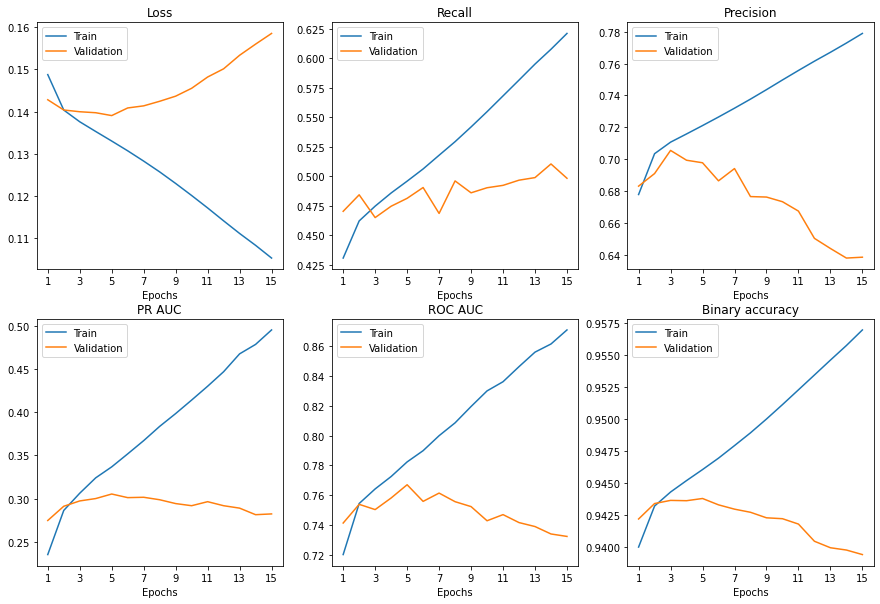 Loss
Train
Validation
0.16
0.15
0.14
0.13
0.12
0.11
1 3 5 7 9 11 13 15
Epochs
Recall
Train
Validation
0.625
0.600
0.575
0.550
0.525
0.500
0.475
0.450
0.425
1 3 5 7 9 11 13 15
Epochs
Precision
Train
Validation
0.78
0.76
0.74
0.72
0.70
0.68
0.66
0.64
1 3 5 7 9 11 13 15
Epochs
PR AUC
Train
Validation
0.50
0.45
0.40
0.35
0.30
0.25
1 3 5 7 9 11 13 15
Epochs
ROC AUC
Train
Validation
0.86
0.84
0.82
0.80
0.78
0.76
0.74
0.72
1 3 5 7 9 11 13 15
Epochs
Binary accuracy
Train
Validation
0.9575
0.9550
0.9525
0.9500
0.9475
0.9450
0.9425
0.9400
1 3 5 7 9 11 13 15
Epochs